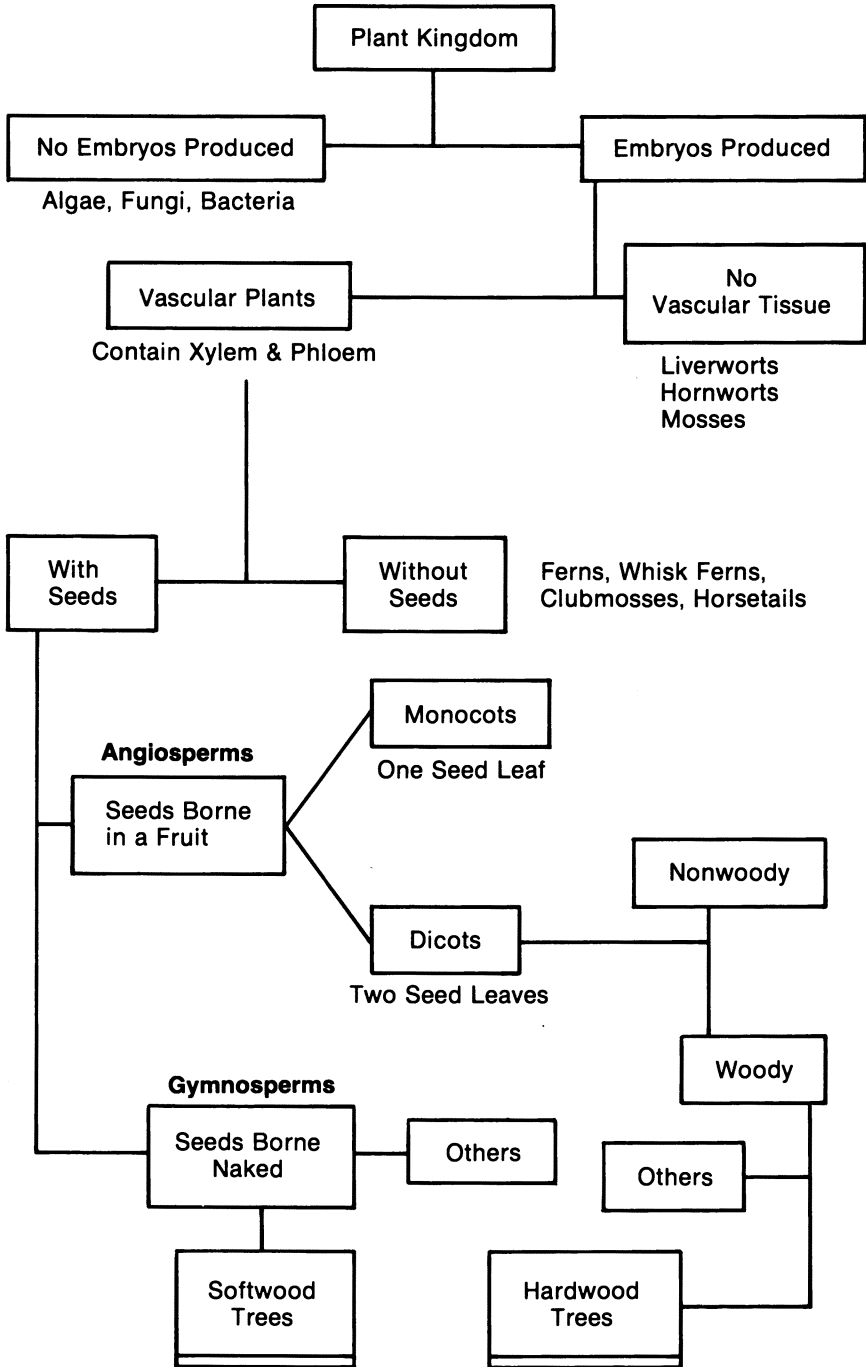 Plant Kingdom
No Embryos Produced
Algae, Fungi, Bacteria
Embryos Produced
Vascular Plants
Contain Xylem & Phloem
No
Vascular Tissue
Liverworts
Hornworts
Mosses
With
Seeds
Without
Seeds
Ferns, Whisk Ferns,
Clubmosses, Horsetails
Monocots
One Seed Leaf
Angiosperms
Seeds Borne
in a Fruit
Nonwoody
Dicots
Two Seed Leaves
Woody
Gymnosperms
Seeds Borne
Naked
Others
Others
Softwood
Trees
Hardwood
Trees